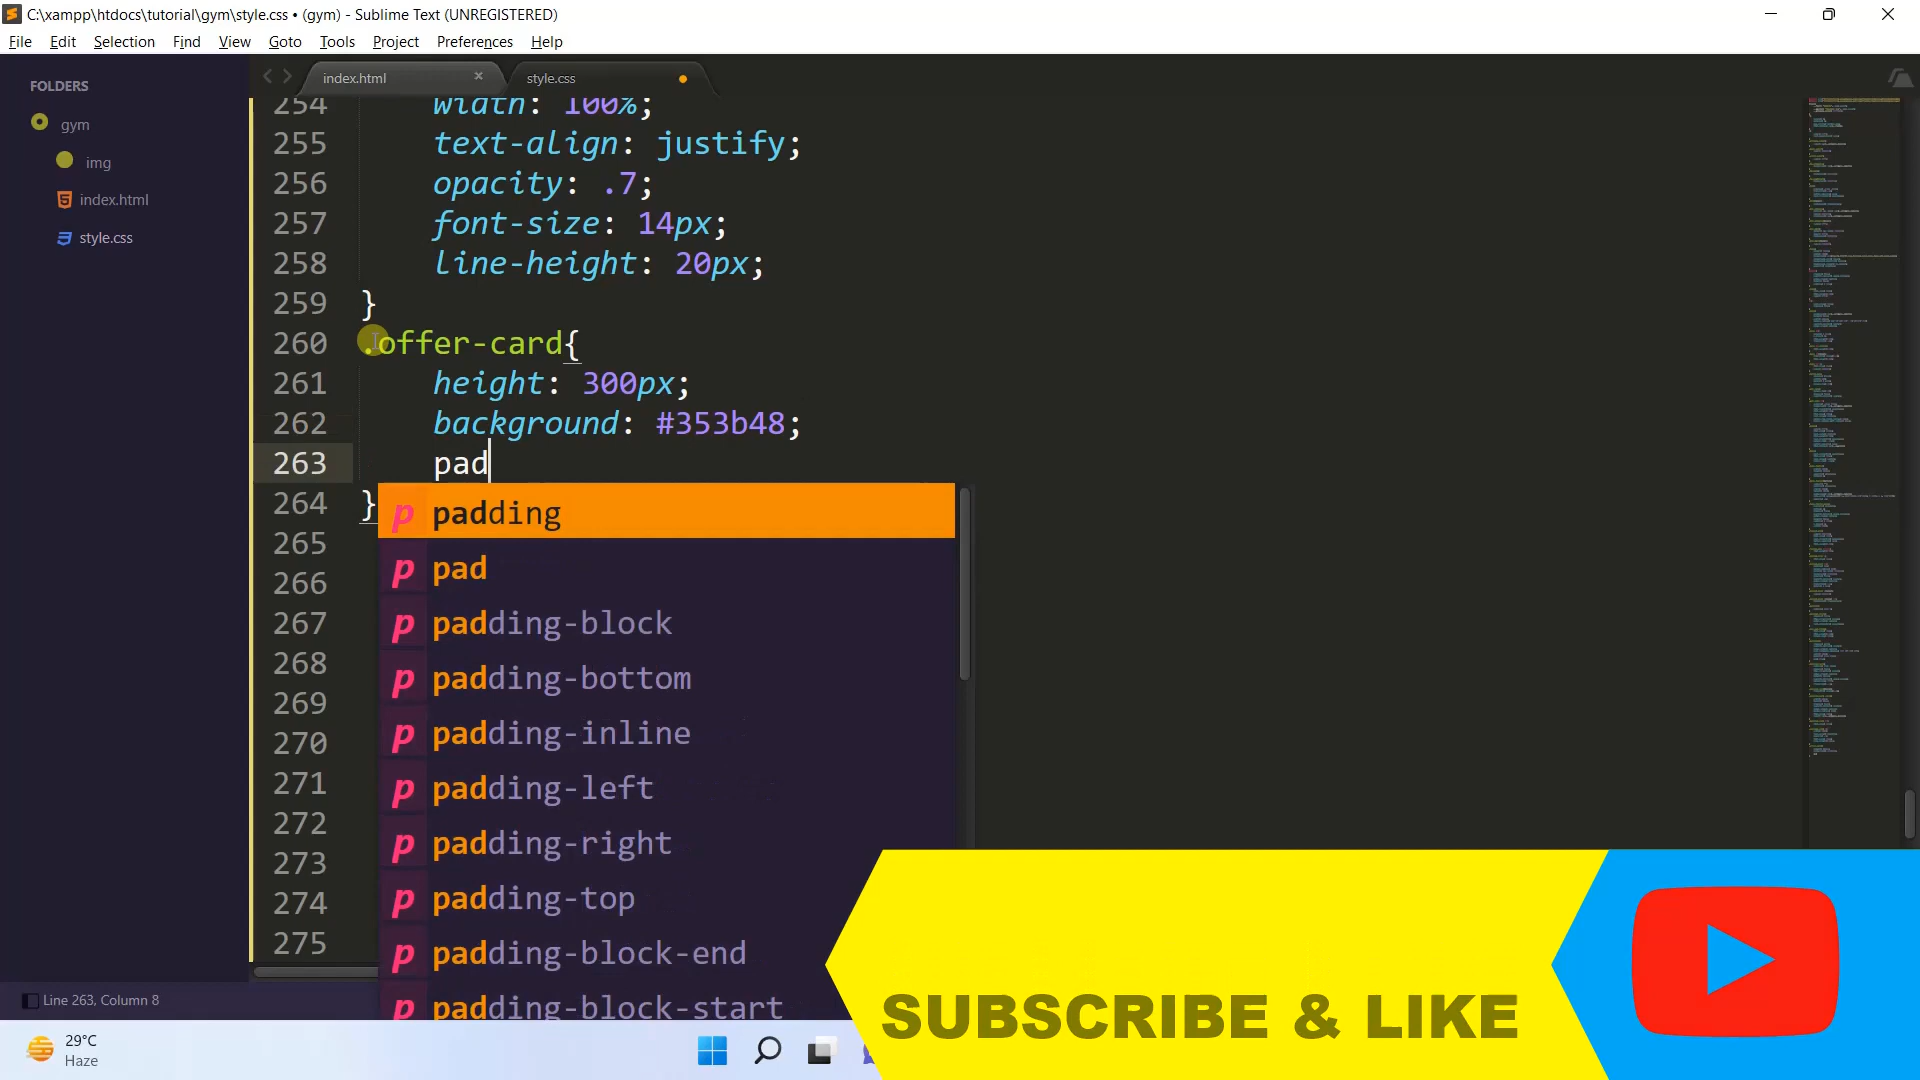 C:\xampp\htdocs\tutorial\gym\style.css • (gym) - Sublime Text (UNREGISTERED)
File Edit Selection Find View Goto Tools Project Preferences Help
FOLDERS
gym
img
index.html
style.css
index.html
style.css
254 width: 100%;
255 text-align: justify;
256 opacity: .7;
257 font-size: 14px;
258 line-height: 20px;
259 }
260 .offer-card{
261 height: 300px;
262 background: #353b48;
263 pad
264 }
265
266
267
268
269
270
271
272
273
274
275
p padding
p pad
p padding-block
p padding-bottom
p padding-inline
p padding-left
p padding-right
p padding-top
p padding-block-end
p padding-block-start
Line 263, Column 8
SUBSCRIBE & LIKE
29°C
Haze